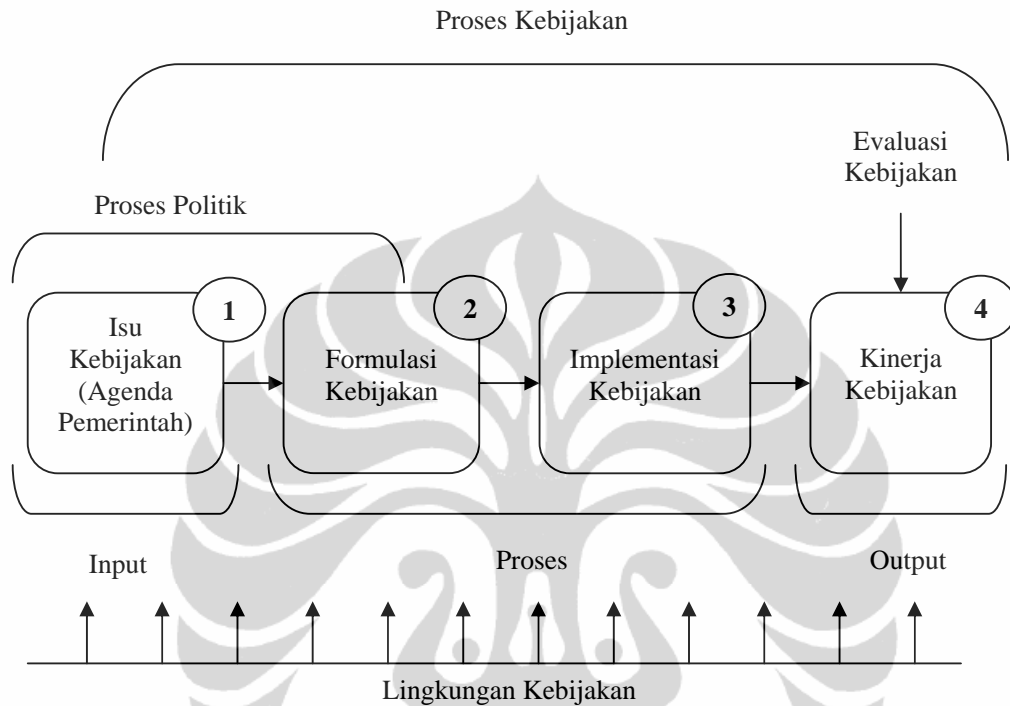 Proses Kebijakan
Evaluasi
Kebijakan
Proses Politik
1
Isu
Kebijakan
(Agenda
Pemerintah)
2
Formulasi
Kebijakan
3
Implementasi
Kebijakan
4
Kinerja
Kebijakan
Input
Proses
Output
Lingkungan Kebijakan